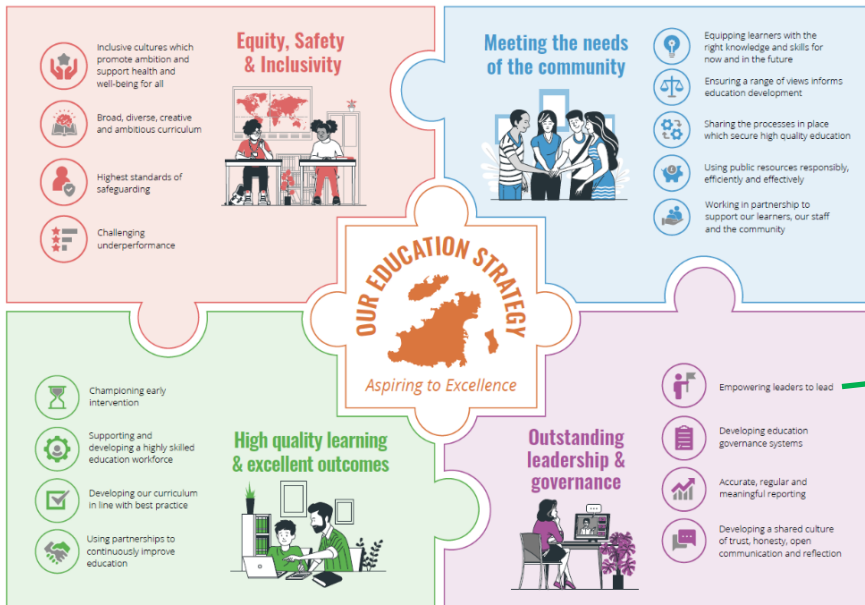 Equity, Safety
& Inclusivity
Inclusive cultures which
promote ambition and
support health and
well-being for all
Broad, diverse, creative
and ambitious curriculum
Highest standards of
safeguarding
Challenging
underperformance
Meeting the needs
of the community
Equipping learners with the
right knowledge and skills for
now and in the future
Ensuring a range of views informs
education development
Sharing the processes in place
which secure high quality education
Using public resources responsibly,
efficiently and effectively
Working in partnership to
support our learners, our staff
and the community
OUR EDUCATION STRATEGY
Aspiring to Excellence
Championing early
intervention
Supporting and
developing a highly skilled
education workforce
Developing our curriculum
in line with best practice
Using partnerships to
continuously improve
education
High quality learning
& excellent outcomes
Outstanding
leadership &
governance
Empowering leaders to lead
Developing education
governance systems
Accurate, regular and
meaningful reporting
Developing a shared culture
of trust, honesty, open
communication and reflection